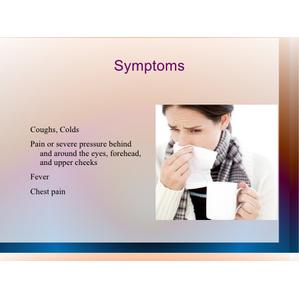 Symptoms
Coughs, Colds
Pain or severe pressure behind
and around the eyes, forehead,
and upper cheeks
Fever
Chest pain